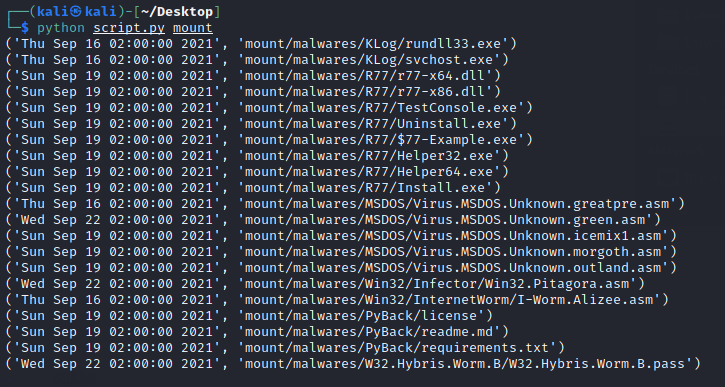 ┌──(kali㉿kali)-[~/Desktop]
└─$ python script.py mount
('Thu Sep 16 02:00:00 2021', 'mount/malwares/KLog/rundll33.exe')
('Thu Sep 16 02:00:00 2021', 'mount/malwares/KLog/svchost.exe')
('Sun Sep 19 02:00:00 2021', 'mount/malwares/R77/r77-x64.dll')
('Sun Sep 19 02:00:00 2021', 'mount/malwares/R77/r77-x86.dll')
('Sun Sep 19 02:00:00 2021', 'mount/malwares/R77/TestConsole.exe')
('Sun Sep 19 02:00:00 2021', 'mount/malwares/R77/Uninstall.exe')
('Sun Sep 19 02:00:00 2021', 'mount/malwares/R77/$77-Example.exe')
('Sun Sep 19 02:00:00 2021', 'mount/malwares/R77/Helper32.exe')
('Sun Sep 19 02:00:00 2021', 'mount/malwares/R77/Helper64.exe')
('Sun Sep 19 02:00:00 2021', 'mount/malwares/R77/Install.exe')
('Thu Sep 16 02:00:00 2021', 'mount/malwares/MSDOS/Virus.MSDOS.Unknown.greatpre.asm')
('Wed Sep 22 02:00:00 2021', 'mount/malwares/MSDOS/Virus.MSDOS.Unknown.green.asm')
('Sun Sep 19 02:00:00 2021', 'mount/malwares/MSDOS/Virus.MSDOS.Unknown.icemix1.asm')
('Sun Sep 19 02:00:00 2021', 'mount/malwares/MSDOS/Virus.MSDOS.Unknown.morgoth.asm')
('Sun Sep 19 02:00:00 2021', 'mount/malwares/MSDOS/Virus.MSDOS.Unknown.outland.asm')
('Wed Sep 22 02:00:00 2021', 'mount/malwares/Win32/Infector/Win32.Pitagora.asm')
('Thu Sep 16 02:00:00 2021', 'mount/malwares/Win32/InternetWorm/I-Worm.Alizee.asm')
('Sun Sep 19 02:00:00 2021', 'mount/malwares/PyBack/license')
('Sun Sep 19 02:00:00 2021', 'mount/malwares/PyBack/readme.md')
('Sun Sep 19 02:00:00 2021', 'mount/malwares/PyBack/requirements.txt')
('Wed Sep 22 02:00:00 2021', 'mount/malwares/W32.Hybris.Worm.B/W32.Hybris.Worm.B.pass')